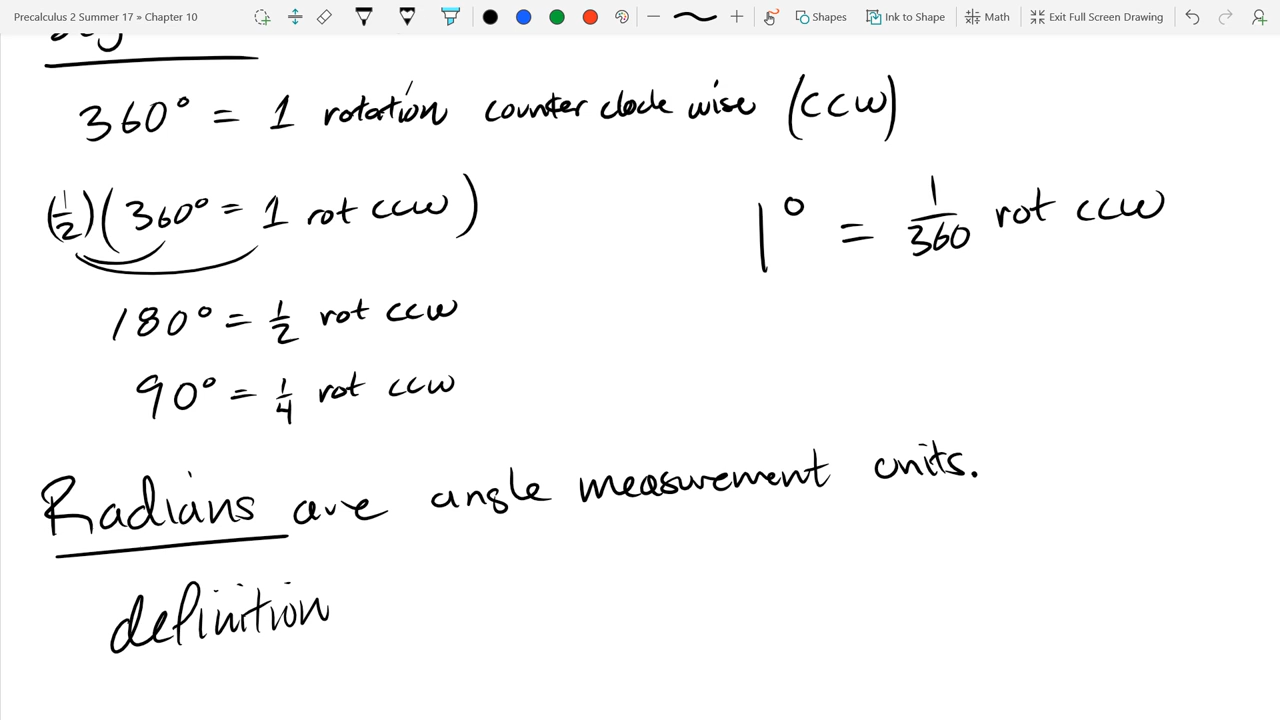 Precalculus 2 Summer 17 » Chapter 10
Shapes
Ink to Shape
Math
Exit Full Screen Drawing
360° = 1 rotation counter clock wise (CCW)
(1/2)(360° = 1 rot CCW)
1° = 1/360 rot CCW
180° = 1/2 rot CCW
90° = 1/4 rot CCW
Radians are angle measurement units.
definition